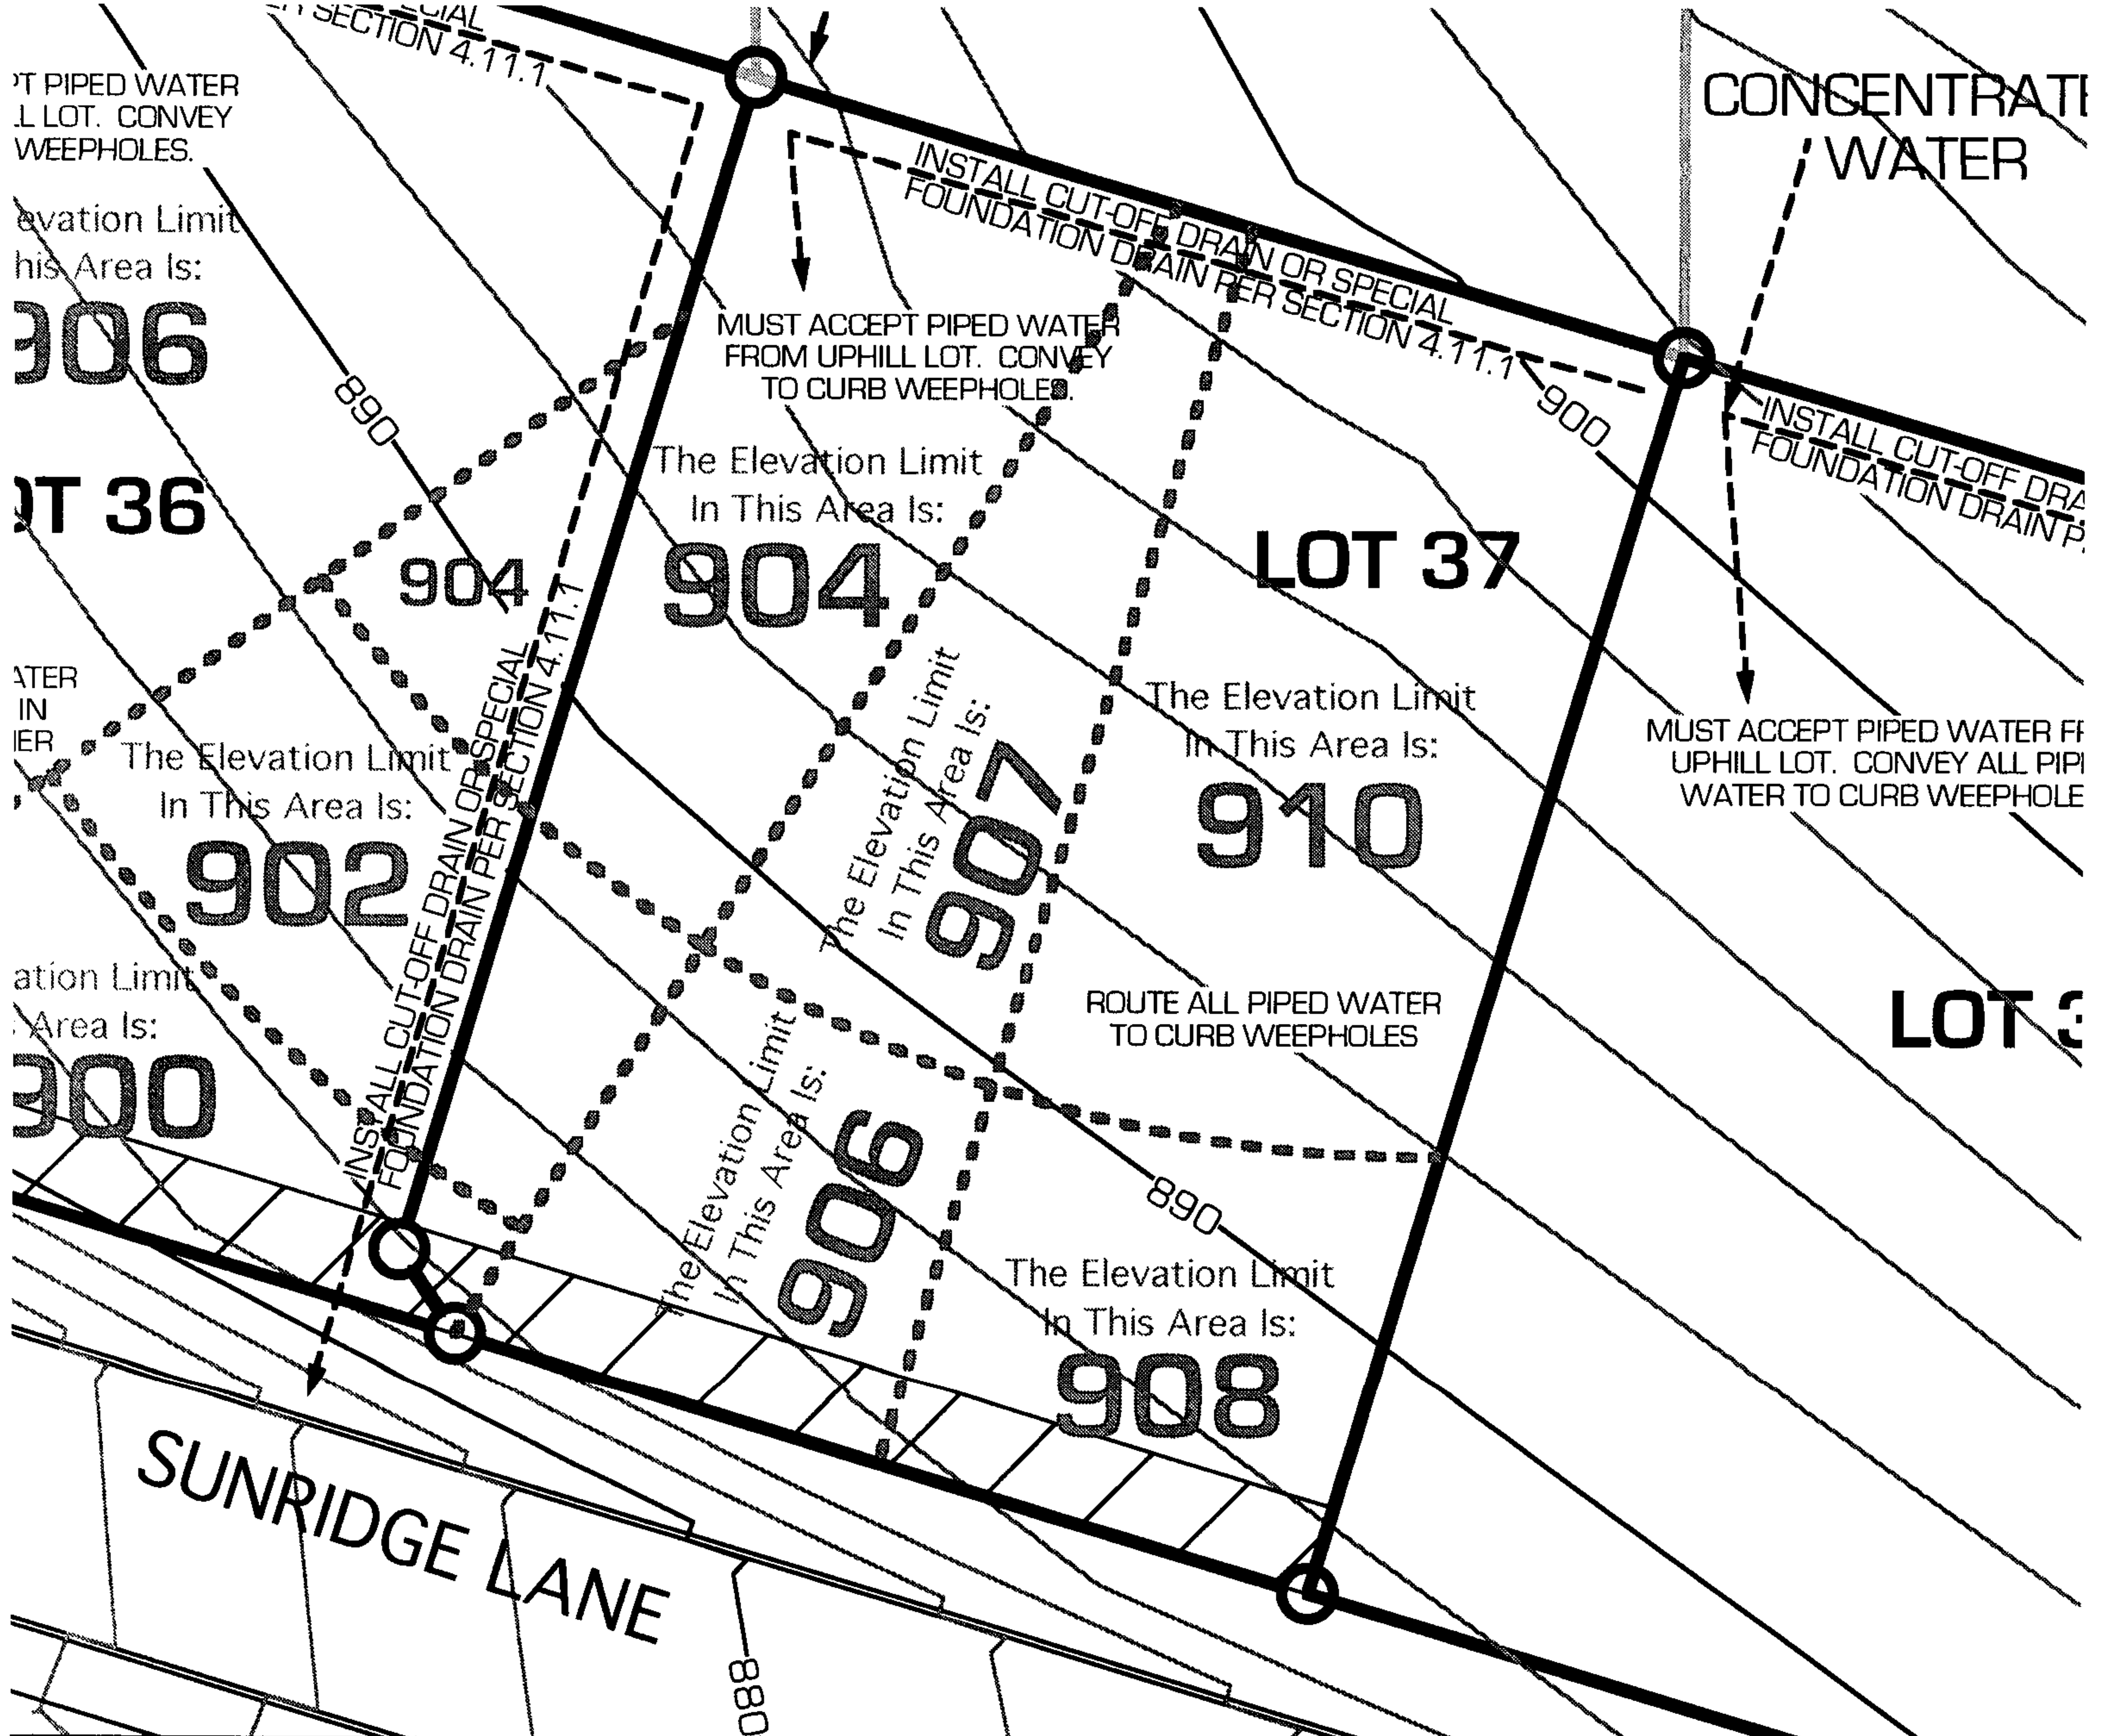 SECTION 4.11.1
PIPED WATER
LOT. CONVEY
WEEPHOLES.
CONCENTRATE
WATER
INSTALL CUT-OFF DRAIN OR SPECIAL
FOUNDATION DRAIN PER SECTION 4.11.1
Elevation Limit
This Area Is:
906
890
MUST ACCEPT PIPED WATER
FROM UPHILL LOT. CONVEY
TO CURB WEEPHOLES.
900
INSTALL CUT-OFF DRA
FOUNDATION DRAIN P
OT 36
904
The Elevation Limit
In This Area Is:
904
LOT 37
ATER
IN
The Elevation Limit
In This Area Is:
902
INSTALL CUT-OFF DRAIN OR SPECIAL
FOUNDATION DRAIN PER SECTION 4.11.1
The Elevation Limit
In This Area Is:
907
The Elevation Limit
In This Area Is:
910
MUST ACCEPT PIPED WATER FR
UPHILL LOT. CONVEY ALL PIPE
WATER TO CURB WEEPHOLE
ation Limit
Area Is:
900
ROUTE ALL PIPED WATER
TO CURB WEEPHOLES
LOT 3
The Elevation Limit
In This Area Is:
906
890
The Elevation Limit
In This Area Is:
908
SUNRIDGE LANE
880